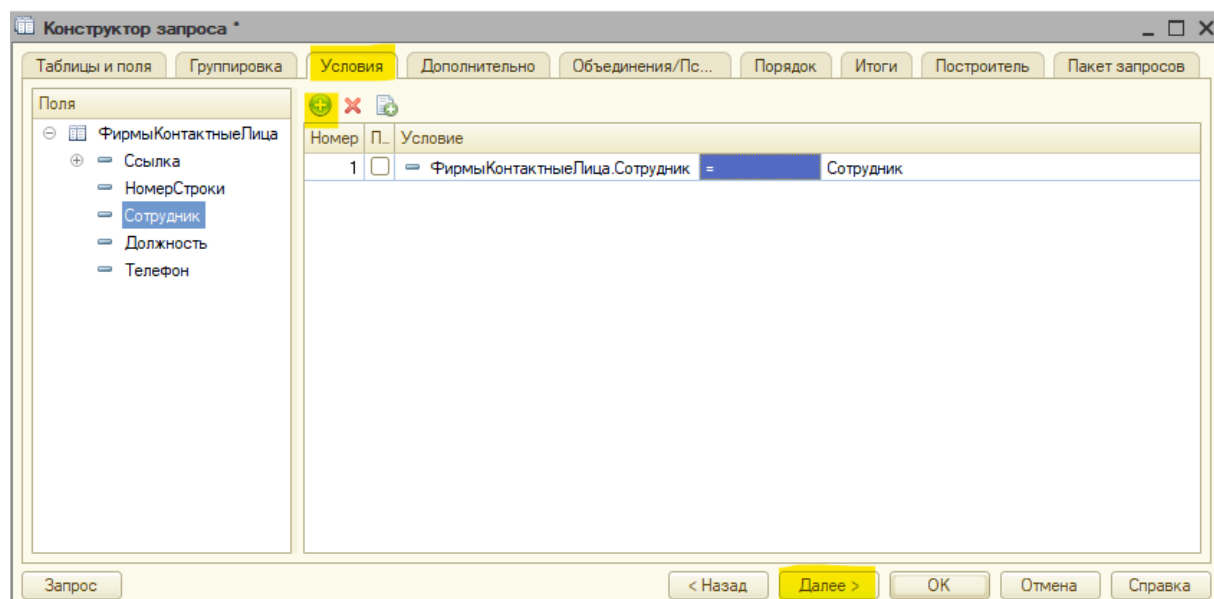 Конструктор запроса *
Таблицы и поля Группировка Условия Дополнительно Объединения/Пс... Порядок Итоги Построитель Пакет запросов
Поля
ФирмыКонтактныеЛица
Ссылка
НомерСтроки
Сотрудник
Должность
Телефон
Номер П... Условие
1 ФирмыКонтактныеЛица.Сотрудник = Сотрудник
Запрос < Назад Далее > OK Отмена Справка